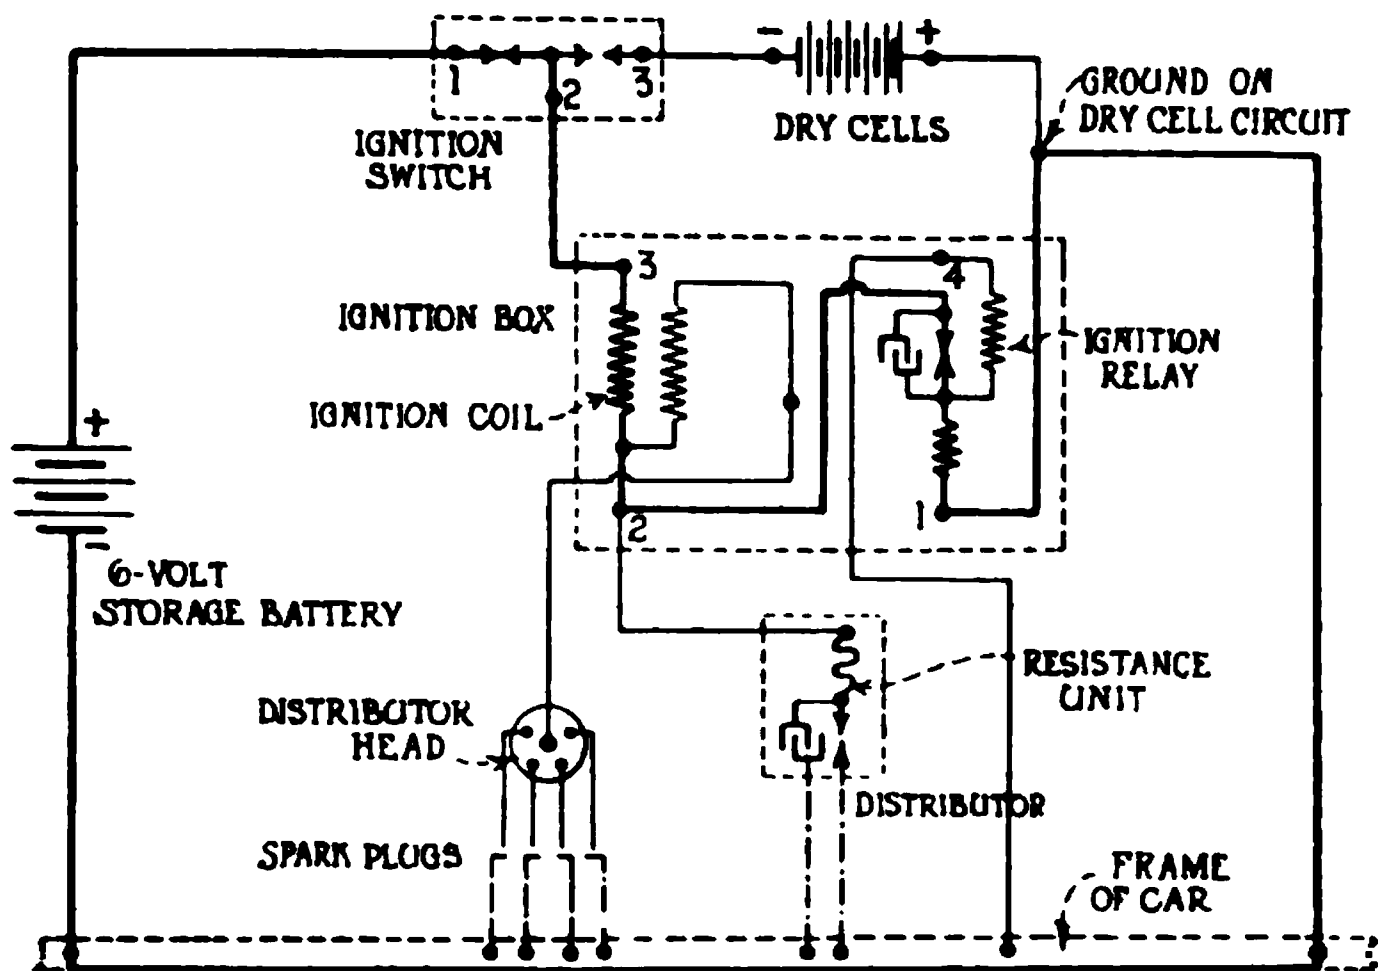 - +
1 2 3
GROUND ON
DRY CELL CIRCUIT
DRY CELLS
IGNITION
SWITCH
3
4
IGNITION BOX
IGNITION
RELAY
IGNITION COIL
+
1
2
-
6-VOLT
STORAGE BATTERY
RESISTANCE
UNIT
DISTRIBUTOR
HEAD
DISTRIBUTOR
SPARK PLUGS
FRAME
OF CAR